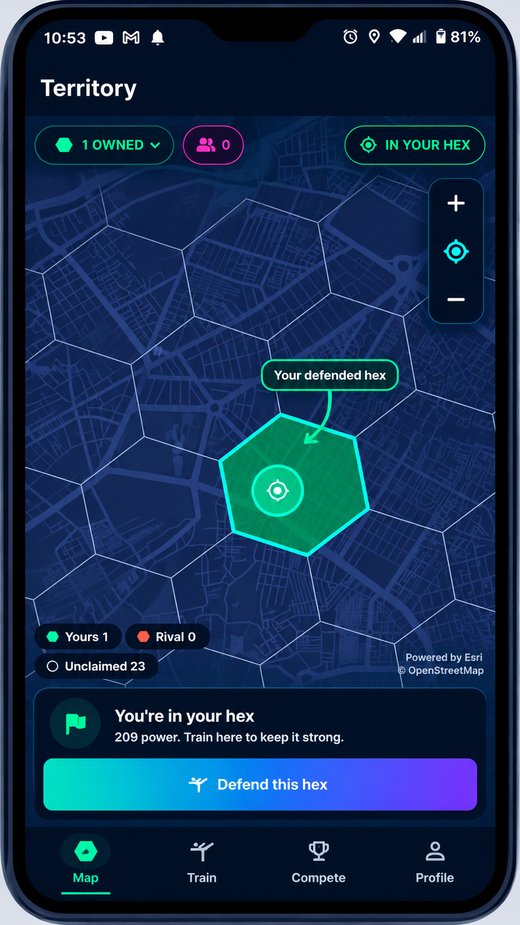 10:53
81%
Territory
1 OWNED
0
IN YOUR HEX
+
−
Your defended hex
Yours 1
Rival 0
Unclaimed 23
Powered by Esri
© OpenStreetMap
You're in your hex
209 power. Train here to keep it strong.
Defend this hex
Map
Train
Compete
Profile